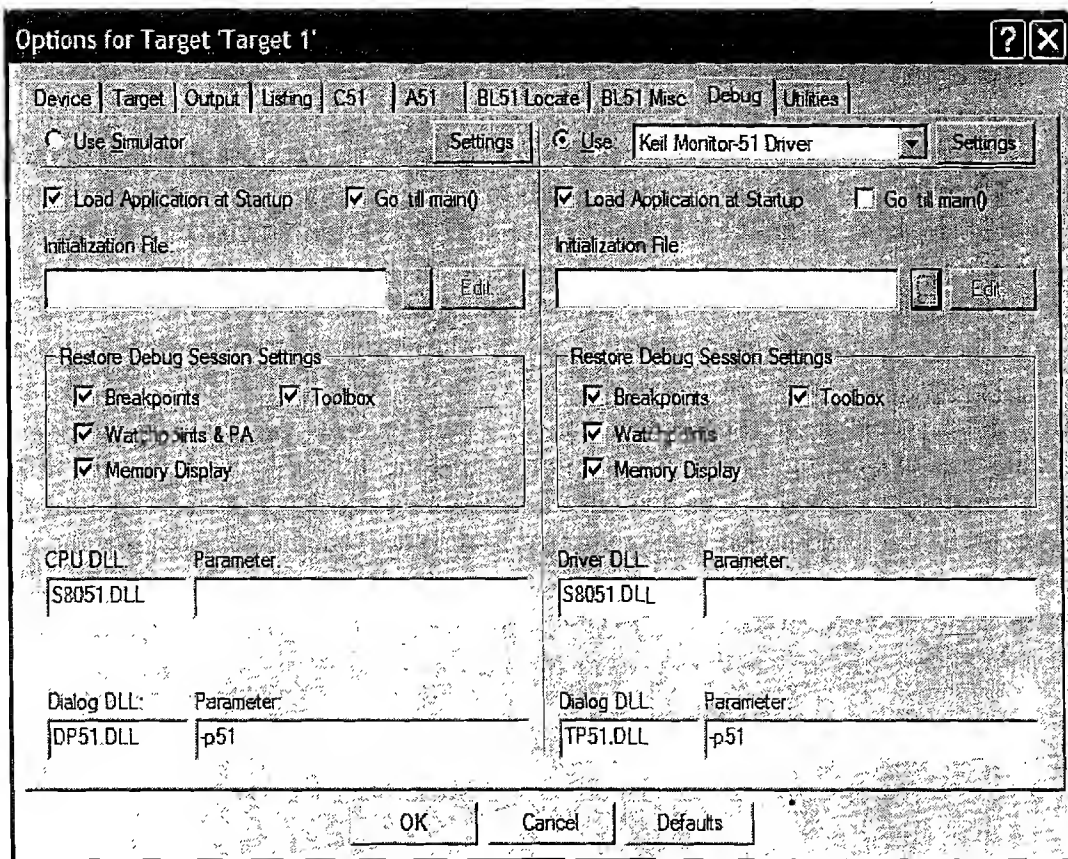 Options for Target 'Target 1'
Device Target Output Listing C51 A51 BL51 Locate BL51 Misc Debug Utilities
Use Simulator Settings
Use: Keil Monitor-51 Driver Settings
Load Application at Startup Go till main()
Load Application at Startup Go till main()
Initialization File:
Initialization File:
Edit...
Edit...
Restore Debug Session Settings
Restore Debug Session Settings
Breakpoints Toolbox
Breakpoints Toolbox
Watchpoints & PA
Watchpoints
Memory Display
Memory Display
CPU DLL: Parameter:
Driver DLL: Parameter:
S8051.DLL
S8051.DLL
Dialog DLL: Parameter:
Dialog DLL: Parameter:
DP51.DLL -p51
TP51.DLL -p51
OK Cancel Defaults